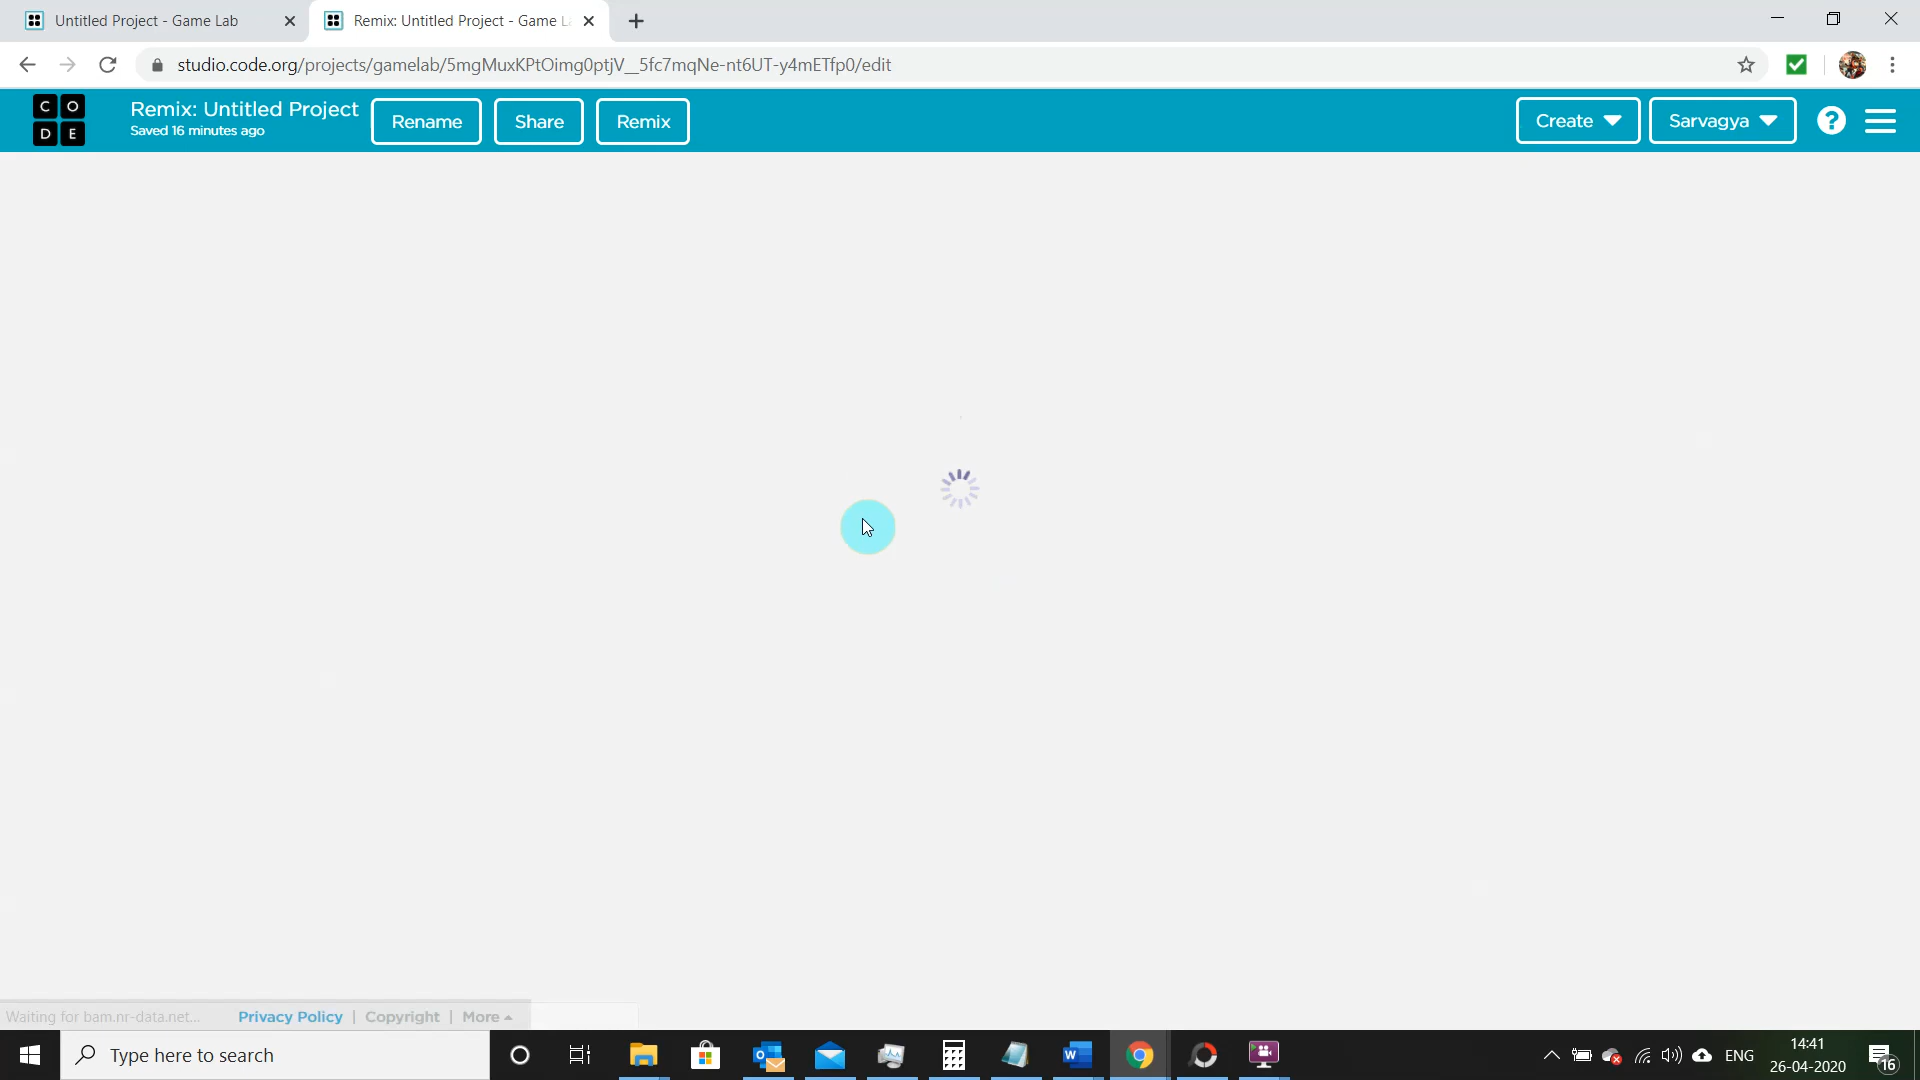 Untitled Project - Game Lab
Remix: Untitled Project - Game L
studio.code.org/projects/gamelab/5mgMuxKPtOimg0ptjV__5fc7mqNe-nt6UT-y4mETfp0/edit
C O
D E
Remix: Untitled Project
Saved 16 minutes ago
Rename
Share
Remix
Create
Sarvagya
?
Waiting for bam.nr-data.net...
Privacy Policy | Copyright | More
Type here to search
ENG
14:41
26-04-2020
16